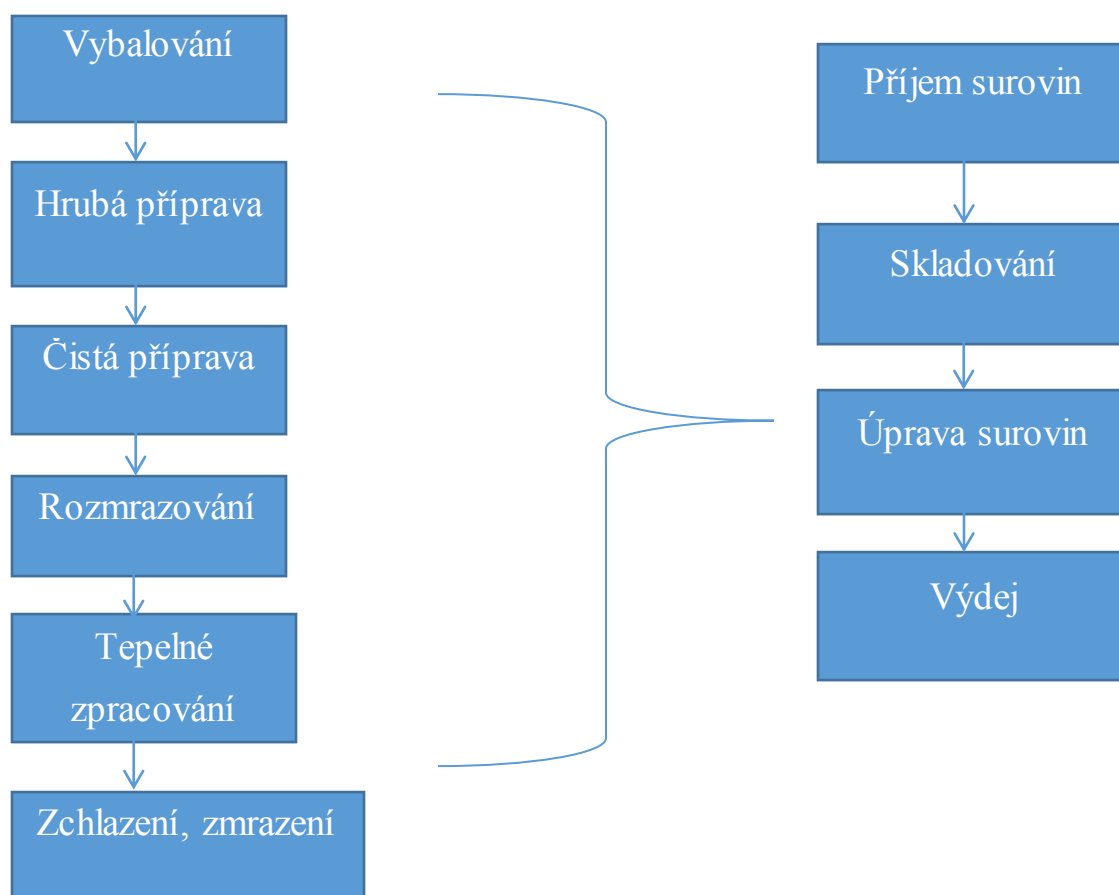 Vybalování
Hrubá příprava
Čistá příprava
Rozmrazování
Tepelné
zpracování
Zchlazení, zmrazení
Příjem surovin
Skladování
Úprava surovin
Výdej